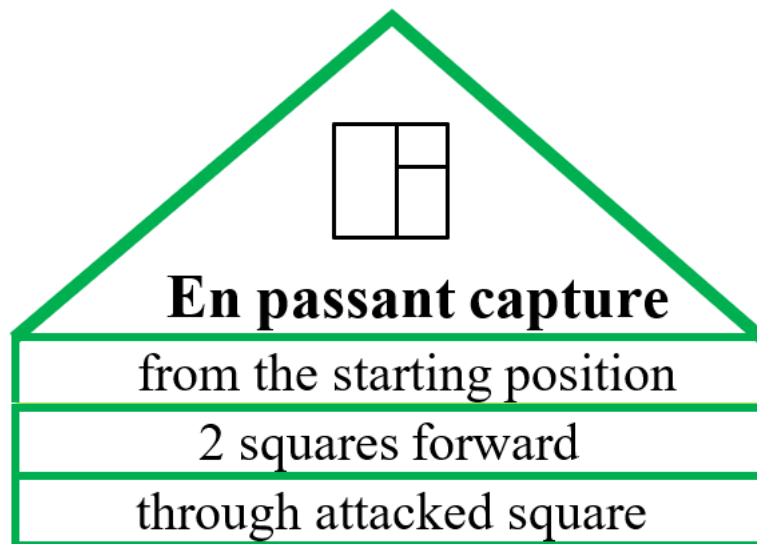 En passant capture
from the starting position
2 squares forward
through attacked square